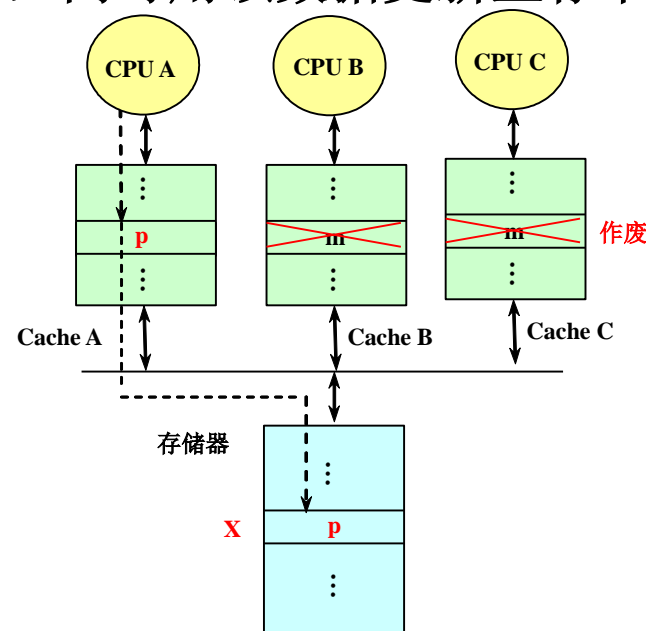 CPU A
CPU B
CPU C
⋮
⋮
⋮
p
m
m
作废
⋮
⋮
⋮
Cache A
Cache B
Cache C
存储器
⋮
X
p
⋮